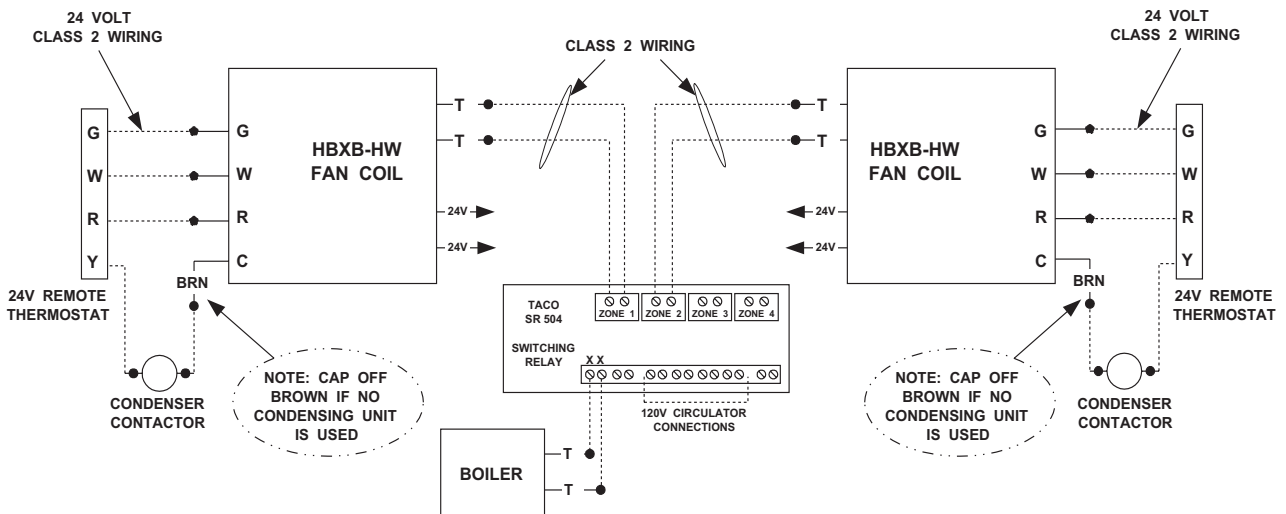 24 VOLT
CLASS 2 WIRING
CLASS 2 WIRING
24 VOLT
CLASS 2 WIRING
G
W
R
Y
24V REMOTE
THERMOSTAT
G
W
R
C
BRN
HBXB-HW
FAN COIL
T
T
24V
24V
T
T
24V
24V
HBXB-HW
FAN COIL
G
W
R
C
BRN
G
W
R
Y
24V REMOTE
THERMOSTAT
TACO
SR 504
ZONE 1
ZONE 2
ZONE 3
ZONE 4
SWITCHING
RELAY
X X
120V CIRCULATOR
CONNECTIONS
CONDENSER
CONTACTOR
NOTE: CAP OFF
BROWN IF NO
CONDENSING UNIT
IS USED
BOILER
T
T
NOTE: CAP OFF
BROWN IF NO
CONDENSING UNIT
IS USED
CONDENSER
CONTACTOR